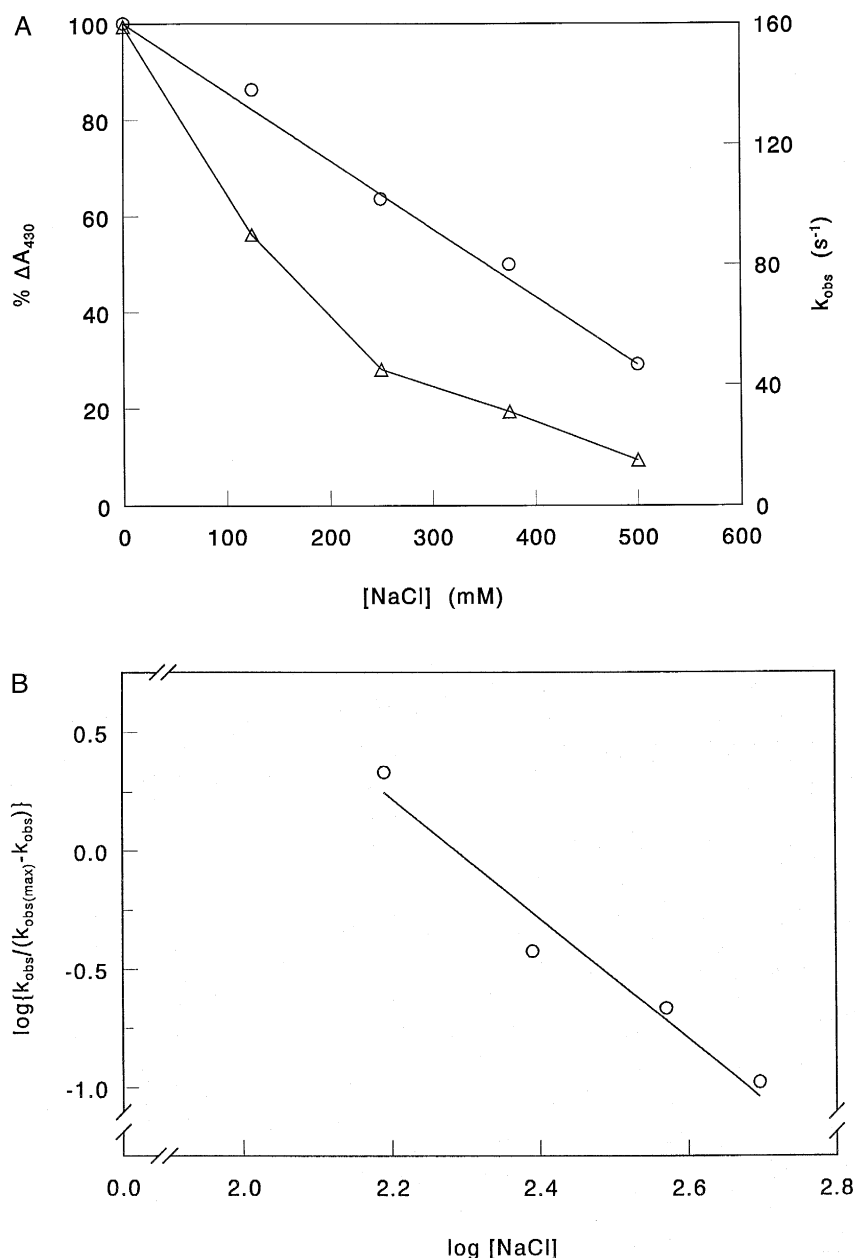 A
100
80
60
40
20
0
% ΔA430
160
120
80
40
0
kobs (s-1)
0 100 200 300 400 500 600
[NaCl] (mM)
B
0.5
0.0
-0.5
-1.0
log{kobs/(kobs(max)-kobs)}
0.0 2.0 2.2 2.4 2.6 2.8
log [NaCl]